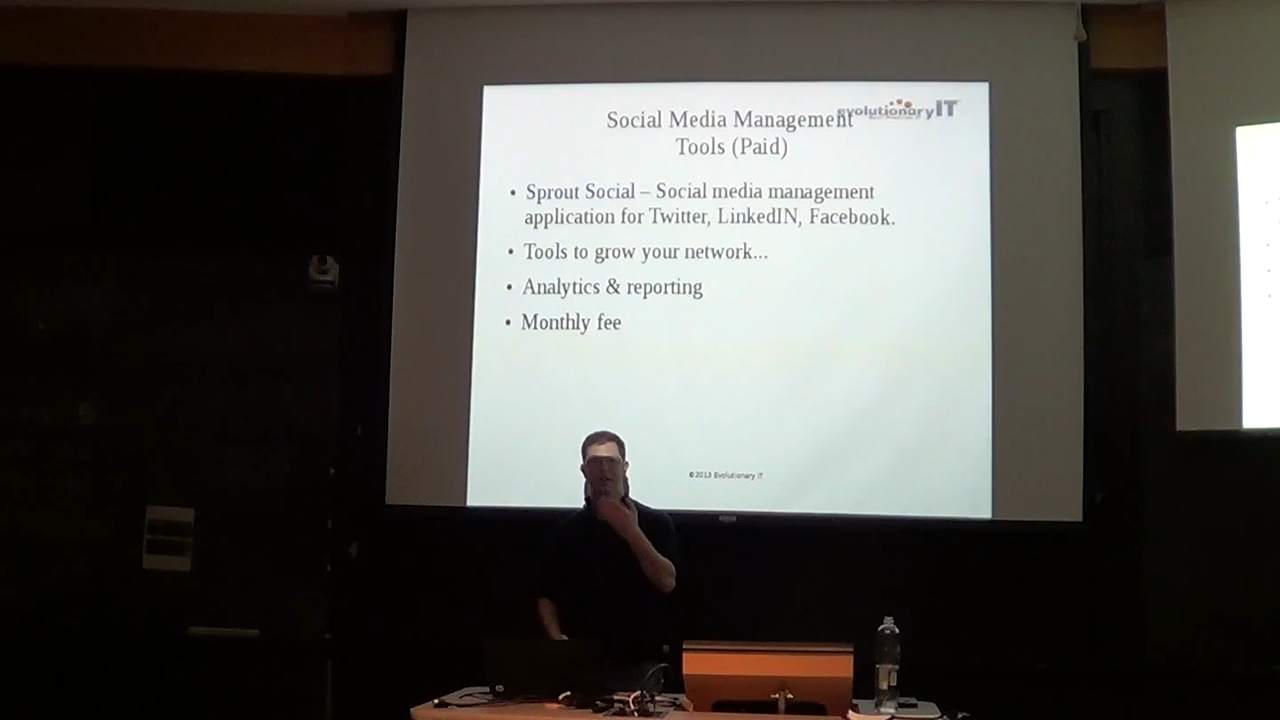 Social Media Management
evolutionaryIT
Tools (Paid)
• Sprout Social – Social media management
application for Twitter, LinkedIN, Facebook.
• Tools to grow your network...
• Analytics & reporting
• Monthly fee
©2013 Evolutionary IT